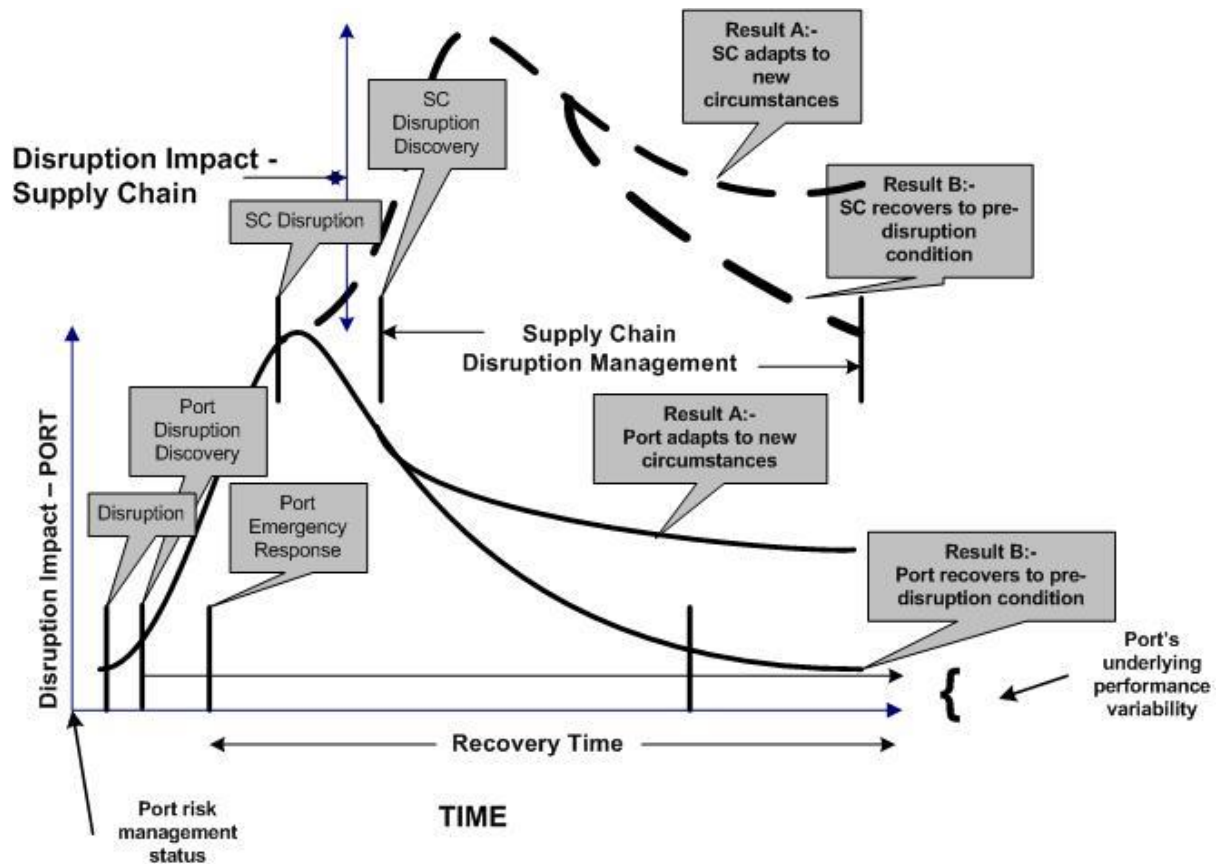 Result A:-
SC adapts to
new
circumstances
SC
Disruption
Discovery
Disruption Impact -
Supply Chain
SC Disruption
Result B:-
SC recovers to pre-
disruption
condition
Supply Chain
Disruption Management
Port
Disruption
Discovery
Result A:-
Port adapts to new
circumstances
Disruption
Port
Emergency
Response
Disruption Impact – PORT
Result B:-
Port recovers to pre-
disruption condition
Port's
underlying
performance
variability
{
Recovery Time
TIME
Port risk
management
status